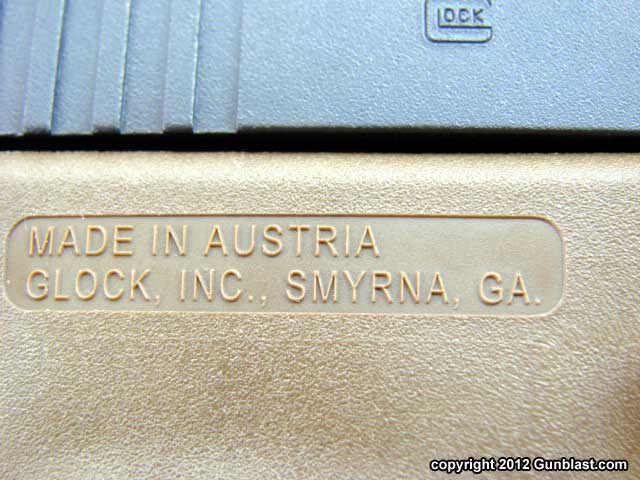 GLOCK
MADE IN AUSTRIA
GLOCK, INC., SMYRNA, GA.
copyright 2012 Gunblast.com